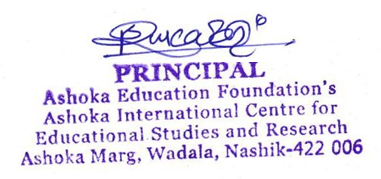 PRINCIPAL
Ashoka Education Foundation's
Ashoka International Centre for
Educational Studies and Research
Ashoka Marg, Wadala, Nashik-422 006